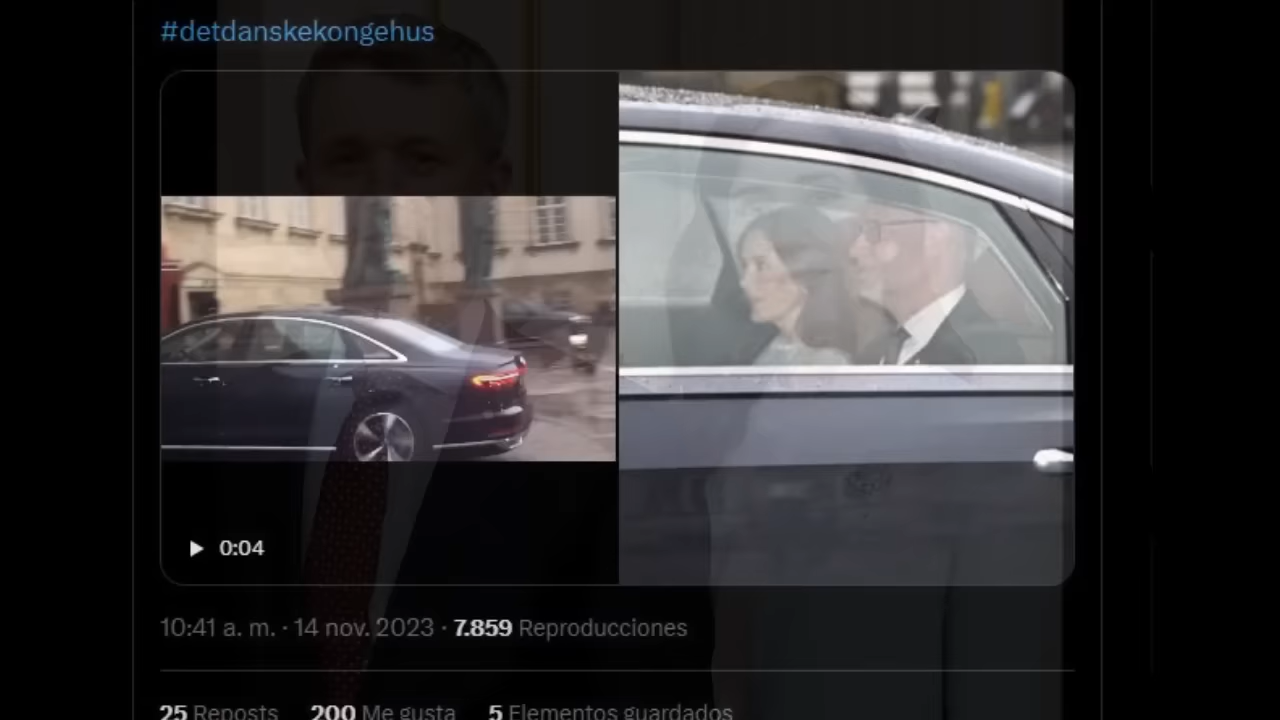 #detdanskekongehus
0:04
10:41 a. m. · 14 nov. 2023 · 7.859 Reproducciones
25 Reposts 200 Me gusta 5 Elementos guardados